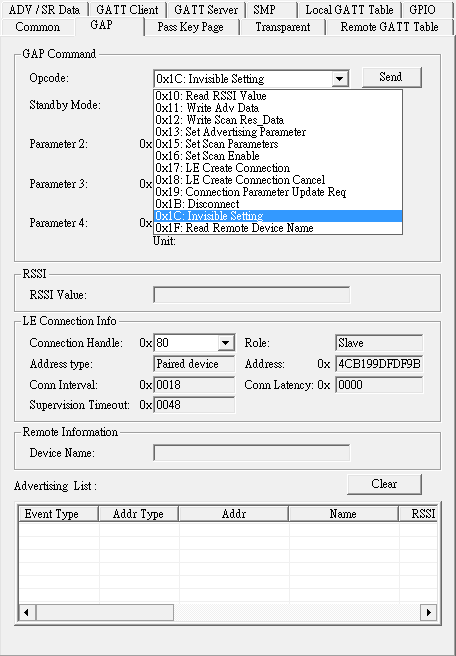 ADV / SR Data GATT Client GATT Server SMP Local GATT Table GPIO
Common GAP Pass Key Page Transparent Remote GATT Table
GAP Command
Opcode: 0x1C: Invisible Setting Send
0x10: Read RSSI Value
Standby Mode: 0x11: Write Adv Data
0x12: Write Scan Res_Data
0x13: Set Advertising Parameter
Parameter 2: 0x 0x15: Set Scan Parameters
0x16: Set Scan Enable
0x17: LE Create Connection
Parameter 3: 0x 0x18: LE Create Connection Cancel
0x19: Connection Parameter Update Req
0x1B: Disconnect
Parameter 4: 0x 0x1C: Invisible Setting
0x1F: Read Remote Device Name
Unit:
RSSI
RSSI Value:
LE Connection Info
Connection Handle: 0x 80 Role: Slave
Address type: Paired device Address: 0x 4CB199DFDF9B
Conn Interval: 0x 0018 Conn Latency: 0x 0000
Supervision Timeout: 0x 0048
Remote Information
Device Name:
Advertising List : Clear
Event Type Addr Type Addr Name RSSI